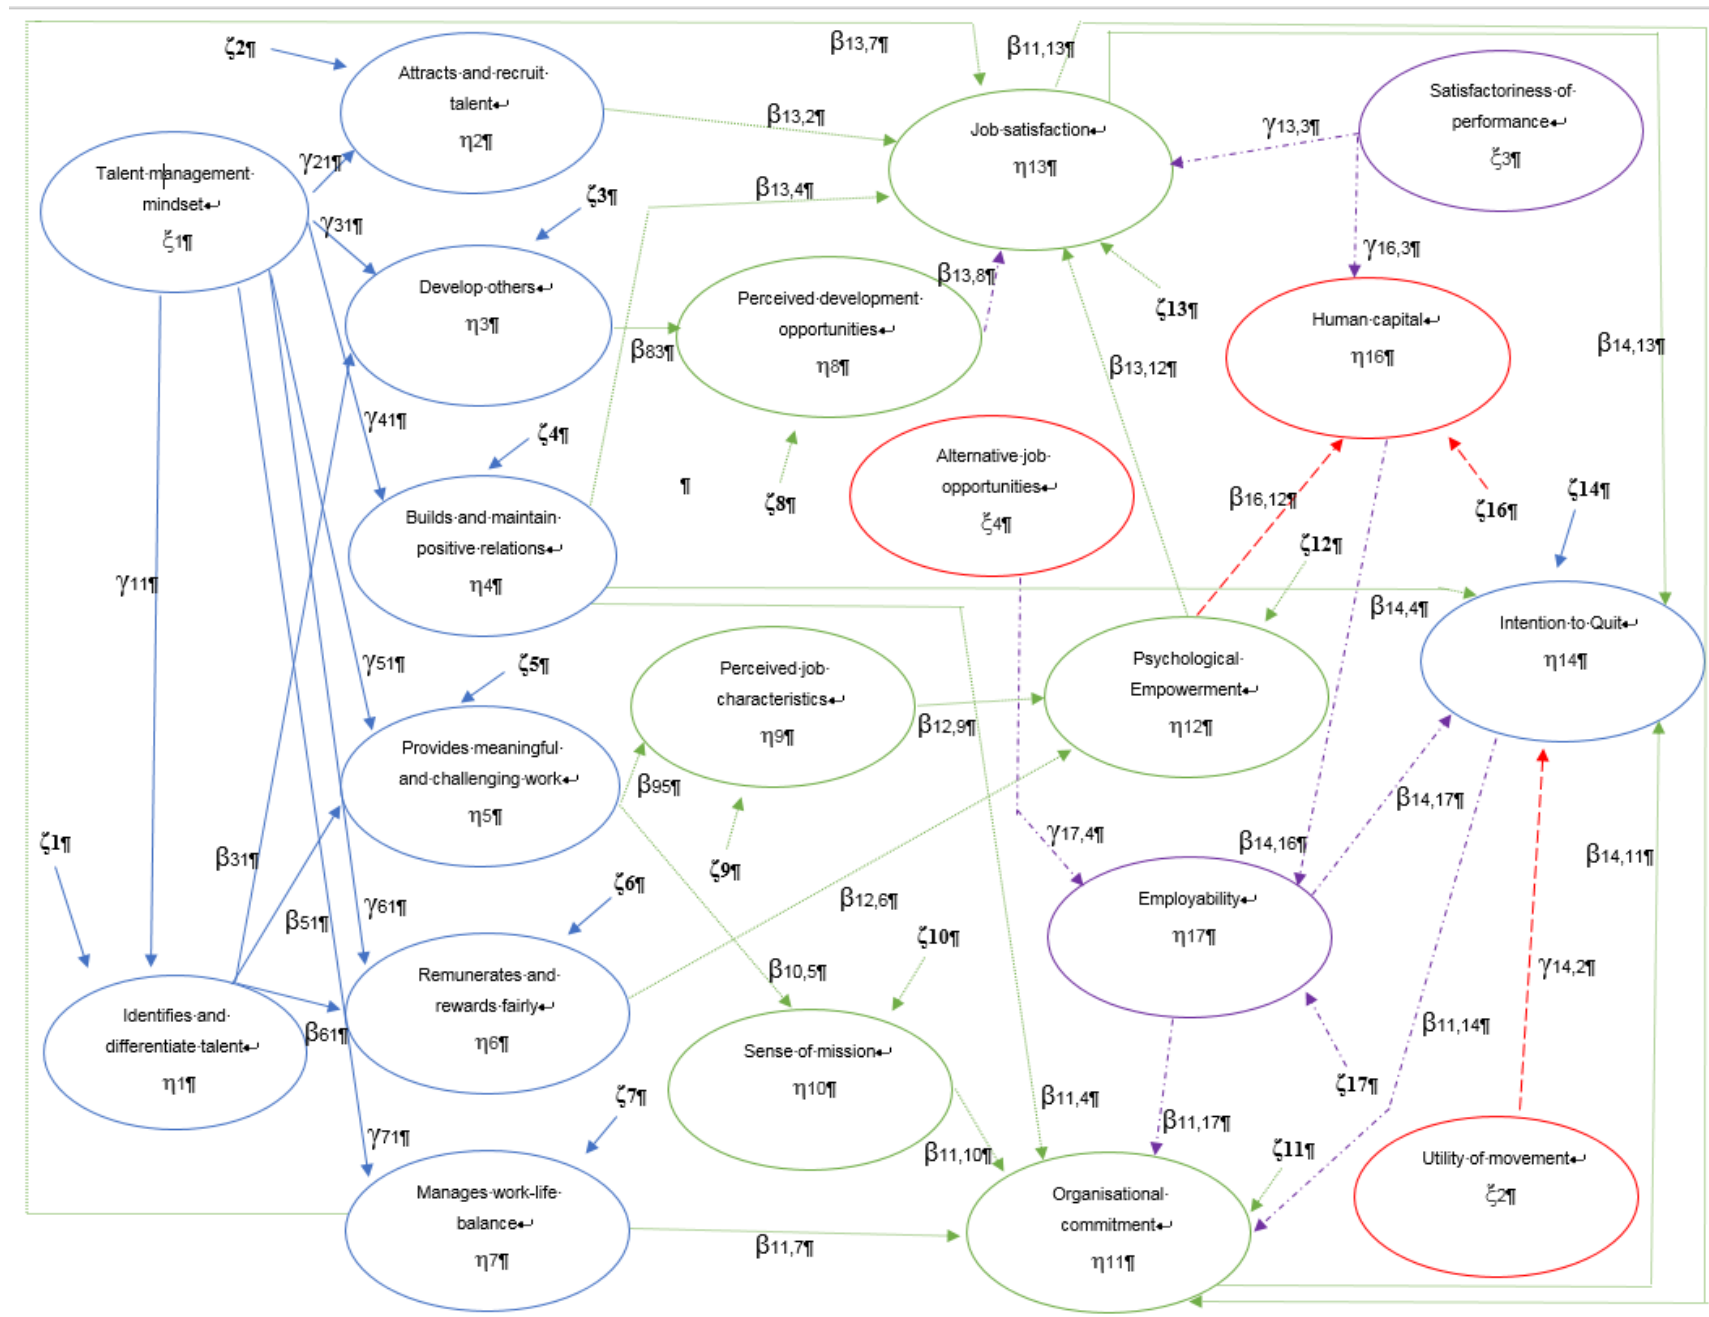 ζ2¶
Attracts·and·recruit·
talent↵
η2¶
β13,7¶
β11,13¶
Satisfactoriness·of·
performance↵
ξ3¶
β13,2¶
Job·satisfaction↵
η13¶
γ13,3¶
Talent·management·
mindset↵
ξ1¶
γ21¶
γ31¶
ζ3¶
β13,4¶
γ16,3¶
Develop·others↵
η3¶
β83¶
Perceived·development·
opportunities↵
η8¶
β13,8¶
ζ13¶
Human·capital↵
η16¶
β14,13¶
β13,12¶
γ41¶
ζ4¶
¶
ζ8¶
Alternative·job·
opportunities↵
ξ4¶
β16,12¶
ζ16¶
ζ14¶
Builds·and·maintain·
positive·relations↵
η4¶
ζ12¶
γ11¶
β14,4¶
Intention·to·Quit↵
η14¶
γ51¶
ζ5¶
Perceived·job·
characteristics↵
η9¶
β12,9¶
Psychological·
Empowerment↵
η12¶
Provides·meaningful·
and·challenging·work↵
η5¶
β95¶
β14,17¶
ζ1¶
β31¶
ζ9¶
γ17,4¶
β14,16¶
β14,11¶
β51¶
γ61¶
ζ6¶
β12,6¶
Employability↵
η17¶
ζ10¶
β10,5¶
γ14,2¶
Remunerates·and·
rewards·fairly↵
η6¶
Identifies·and·
differentiate·talent↵
η1¶
β61¶
Sense·of·mission↵
η10¶
β11,14¶
ζ17¶
ζ7¶
β11,4¶
β11,17¶
γ71¶
β11,10¶
ζ11¶
Utility·of·movement↵
ξ2¶
Manages·work-life·
balance↵
η7¶
β11,7¶
Organisational·
commitment↵
η11¶